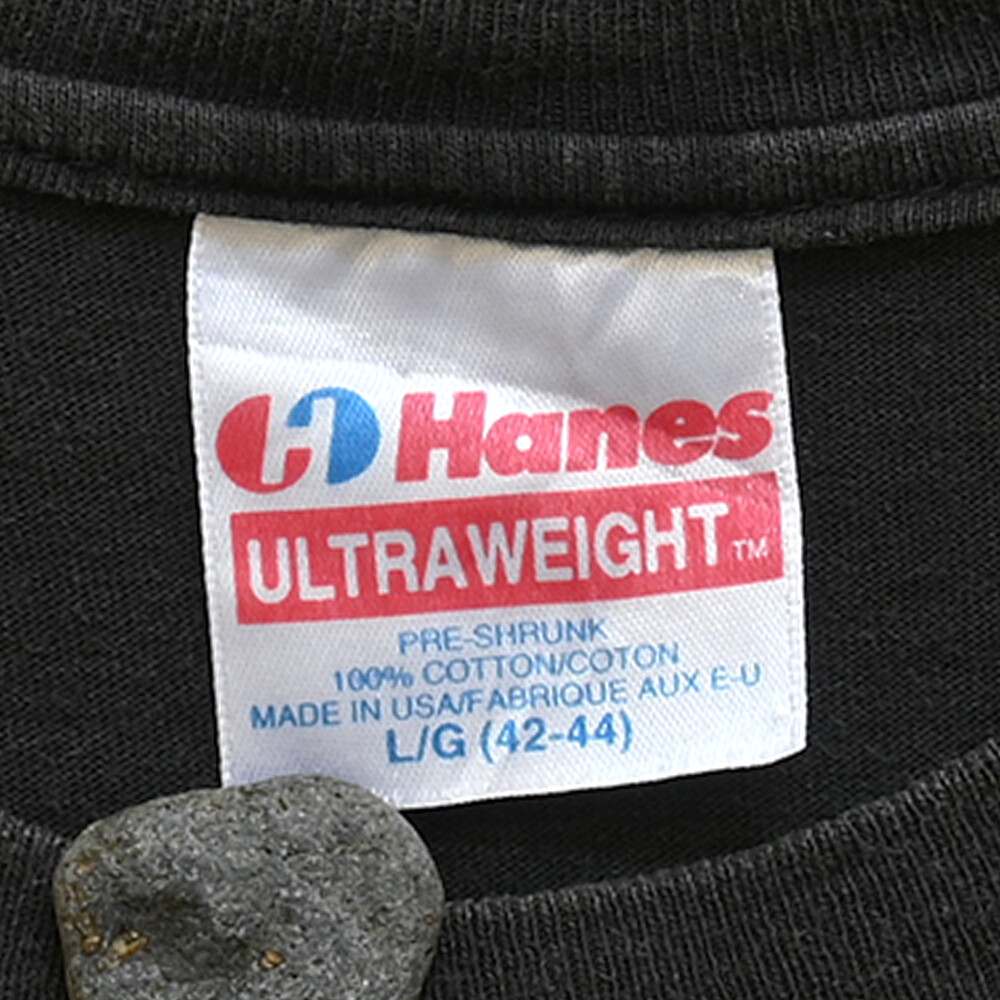 Hanes
ULTRAWEIGHT™
PRE-SHRUNK
100% COTTON/COTON
MADE IN USA/FABRIQUE AUX E-U
L/G (42-44)